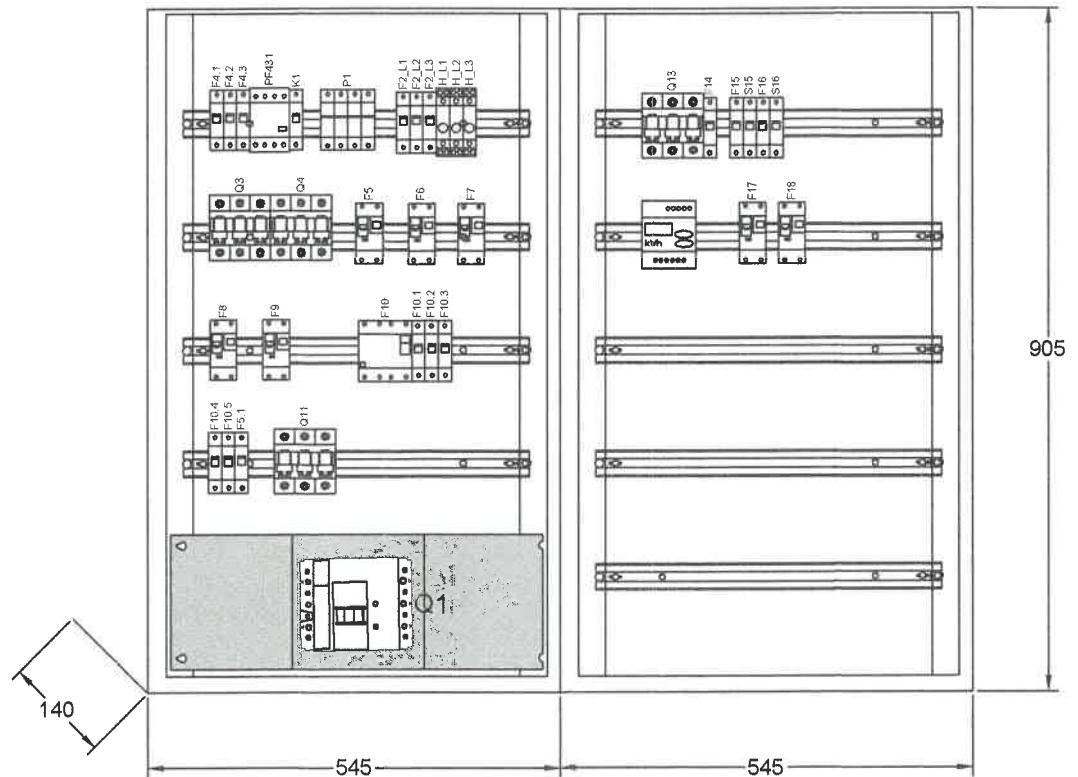 F4.1 F4.2 F4.3 PF431 K1 P1 F2_L1 F2_L2 F2_L3 H_L1 H_L2 H_L3
Q13 F15 S15 F16 S16
Q3 Q4 F5 F6 F7
F17 F18
kWh
F8 F9 F10 F10.1 F10.2 F10.3
905
F10.4 F10.5 F5.1 Q11
Q1
140
545 545